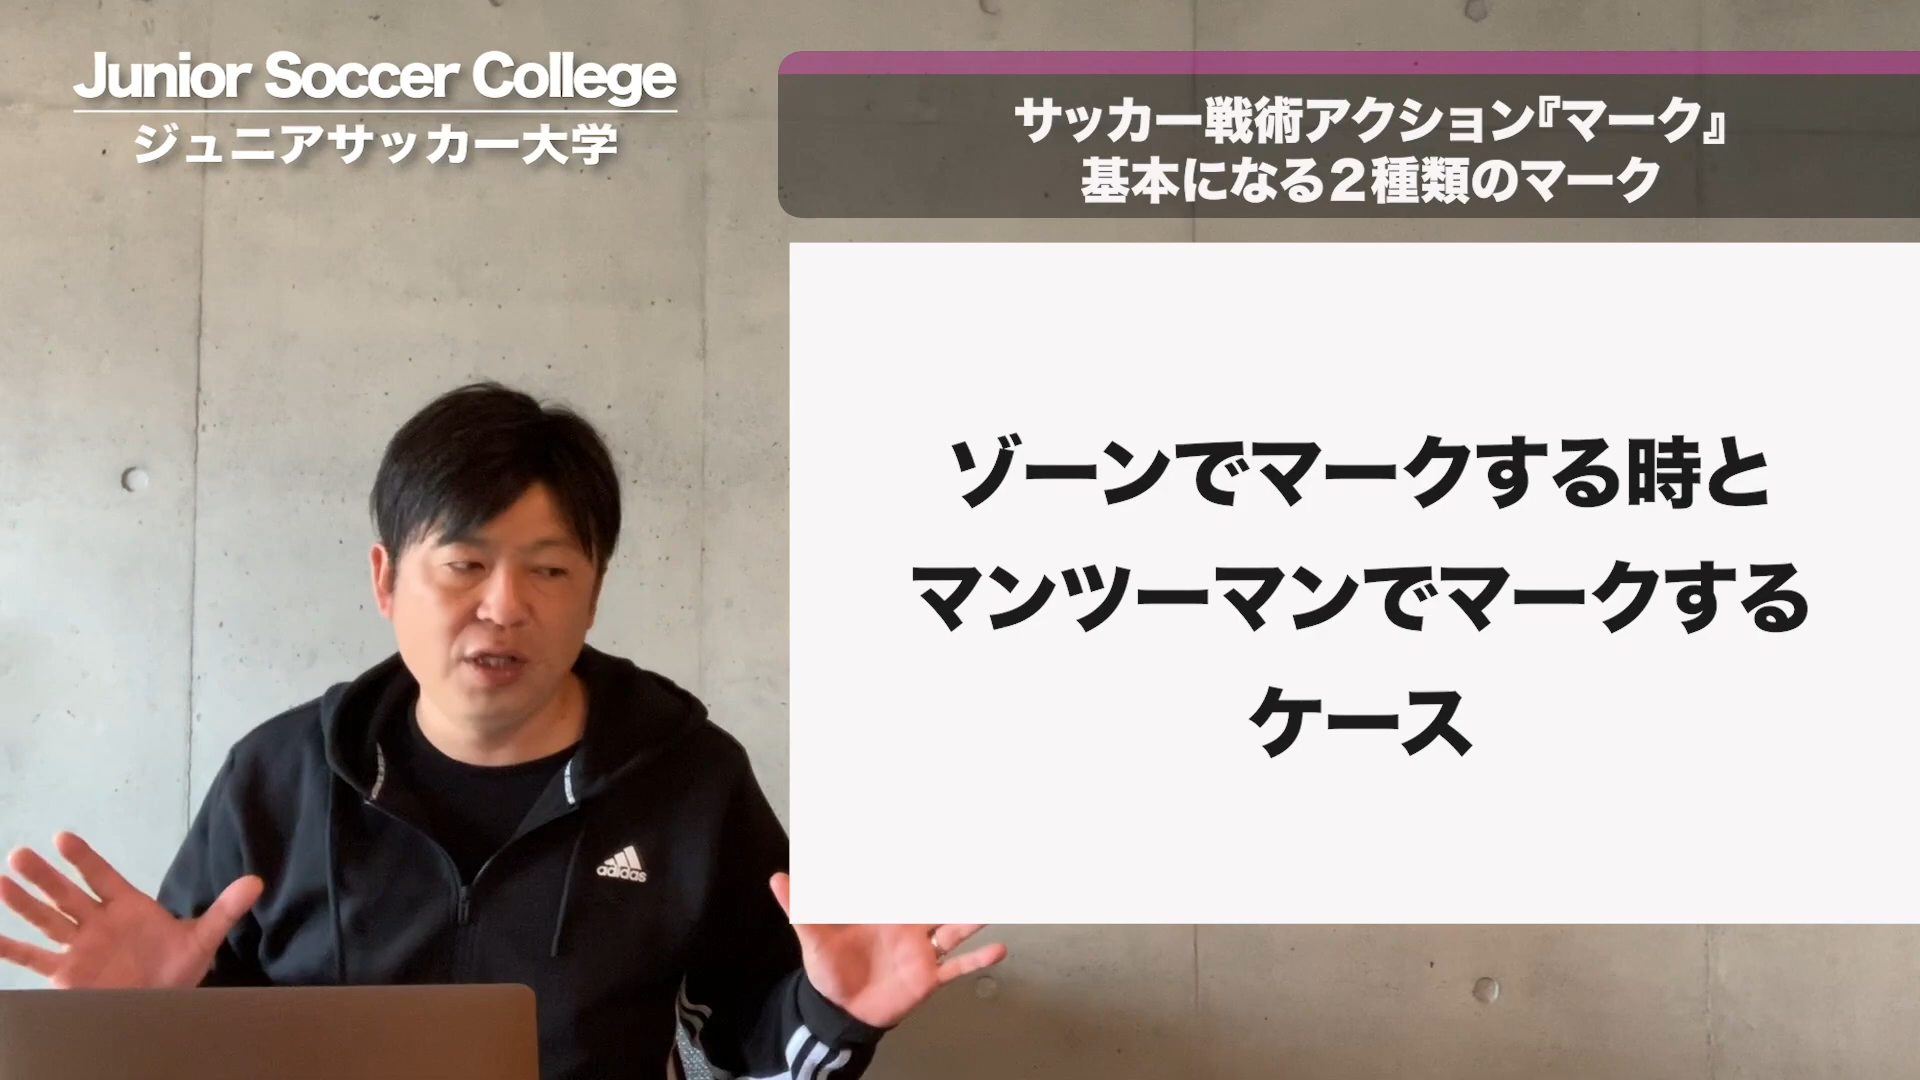 Junior Soccer College
ジュニアサッカー大学
サッカー戦術アクション『マーク』
基本になる２種類のマーク
ゾーンでマークする時と
マンツーマンでマークする
ケース
adidas